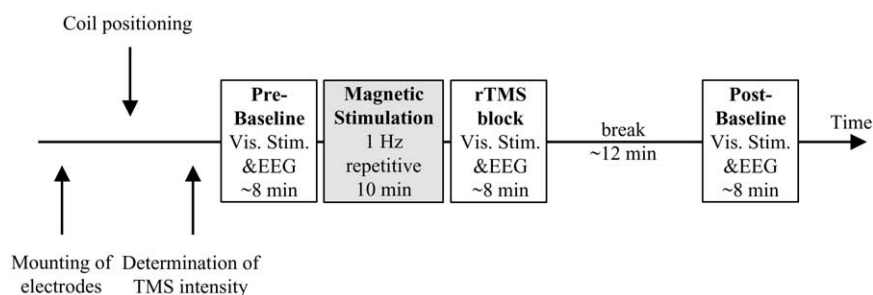 Coil positioning
Pre-
Baseline
Vis. Stim.
&EEG
~8 min
Magnetic
Stimulation
1 Hz
repetitive
10 min
rTMS
block
Vis. Stim.
&EEG
~8 min
break
~12 min
Post-
Baseline
Vis. Stim.
&EEG
~8 min
Time
Mounting of
electrodes
Determination of
TMS intensity